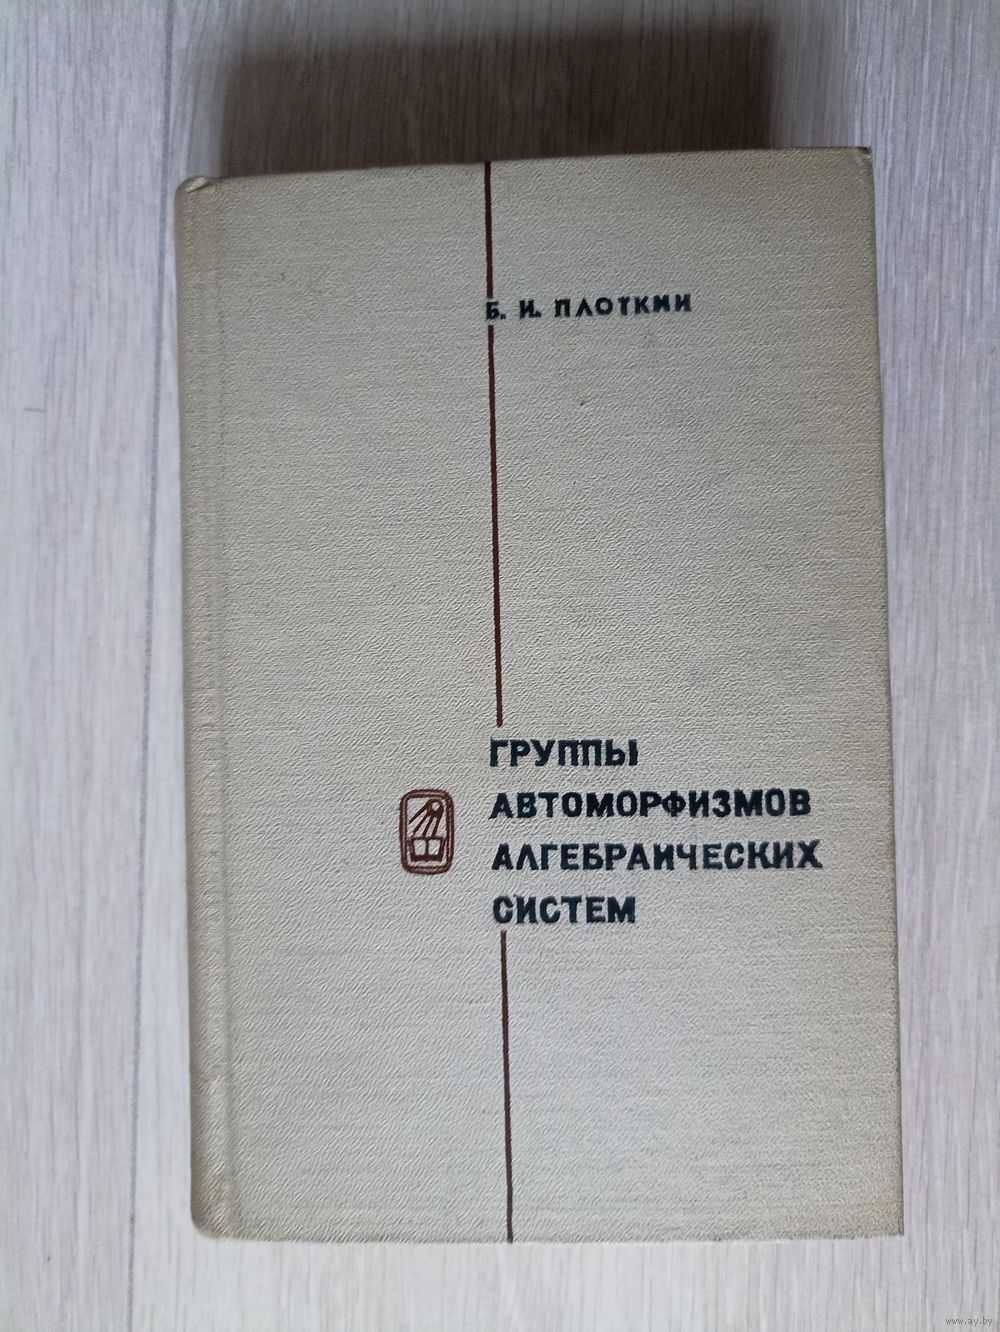 Б. И. ПЛОТКИН
ГРУППЫ
АВТОМОРФИЗМОВ
АЛГЕБРАИЧЕСКИХ
СИСТЕМ
www.ay.by